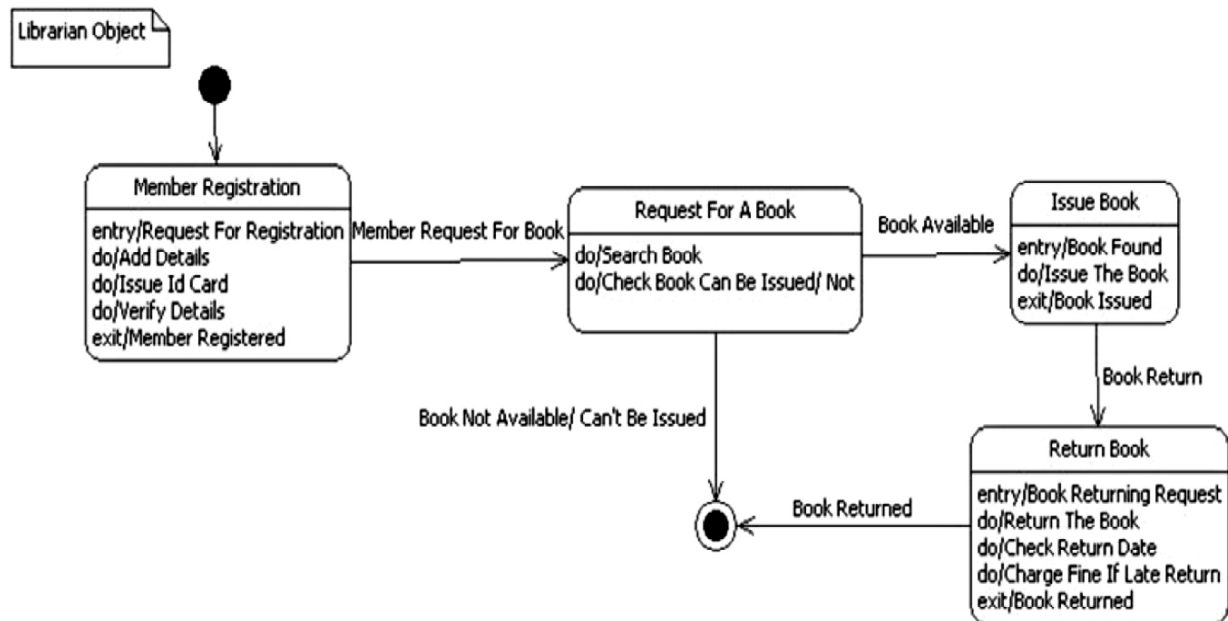 Librarian Object
Member Registration
entry/Request For Registration
do/Add Details
do/Issue Id Card
do/Verify Details
exit/Member Registered
Member Request For Book
Request For A Book
do/Search Book
do/Check Book Can Be Issued/ Not
Book Available
Issue Book
entry/Book Found
do/Issue The Book
exit/Book Issued
Book Return
Book Not Available/ Can't Be Issued
Return Book
entry/Book Returning Request
do/Return The Book
do/Check Return Date
do/Charge Fine If Late Return
exit/Book Returned
Book Returned